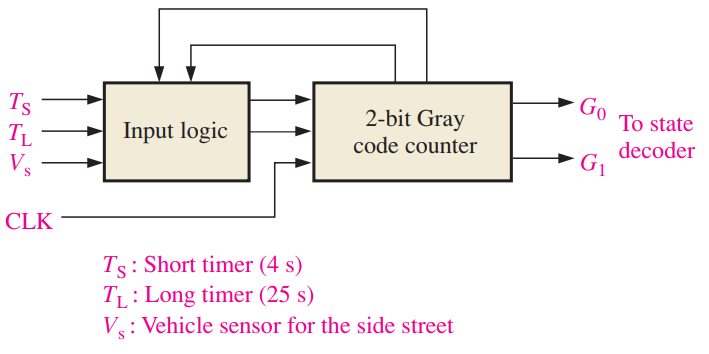 T_S
T_L
V_s
CLK
Input logic
2-bit Gray
code counter
G_0
G_1
To state
decoder
T_S : Short timer (4 s)
T_L : Long timer (25 s)
V_s : Vehicle sensor for the side street